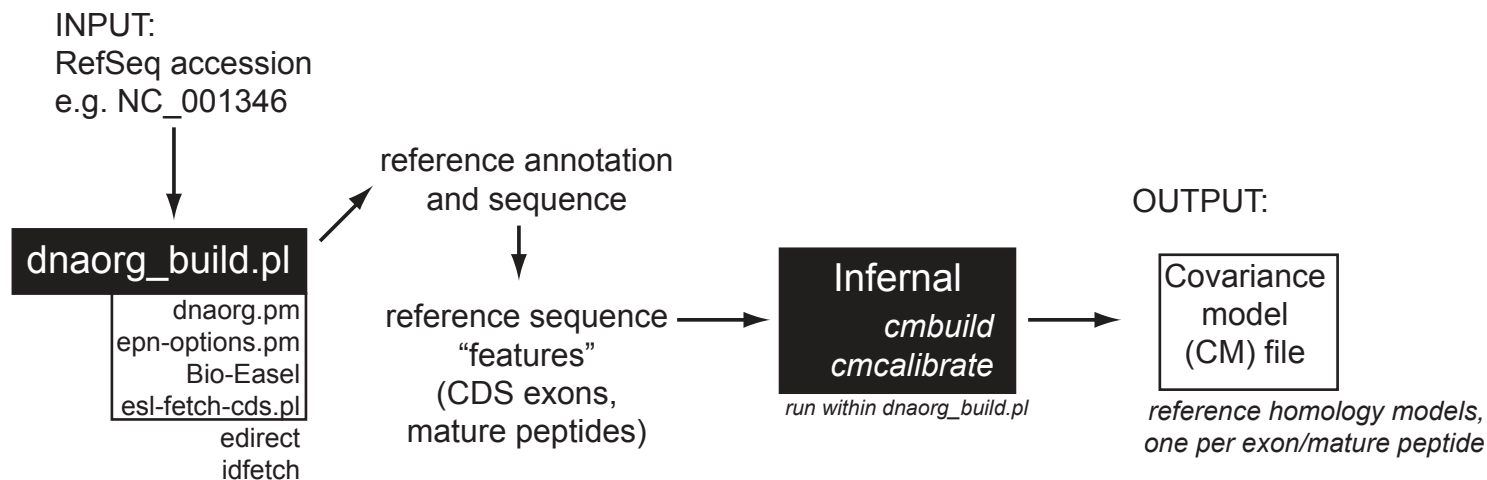 INPUT:
RefSeq accession
e.g. NC_001346
dnaorg_build.pl
dnaorg.pm
epn-options.pm
Bio-Easel
esl-fetch-cds.pl
edirect
idfetch
reference annotation
and sequence
reference sequence
“features”
(CDS exons,
mature peptides)
Infernal
cmbuild
cmcalibrate
run within dnaorg_build.pl
OUTPUT:
Covariance
model
(CM) file
reference homology models,
one per exon/mature peptide